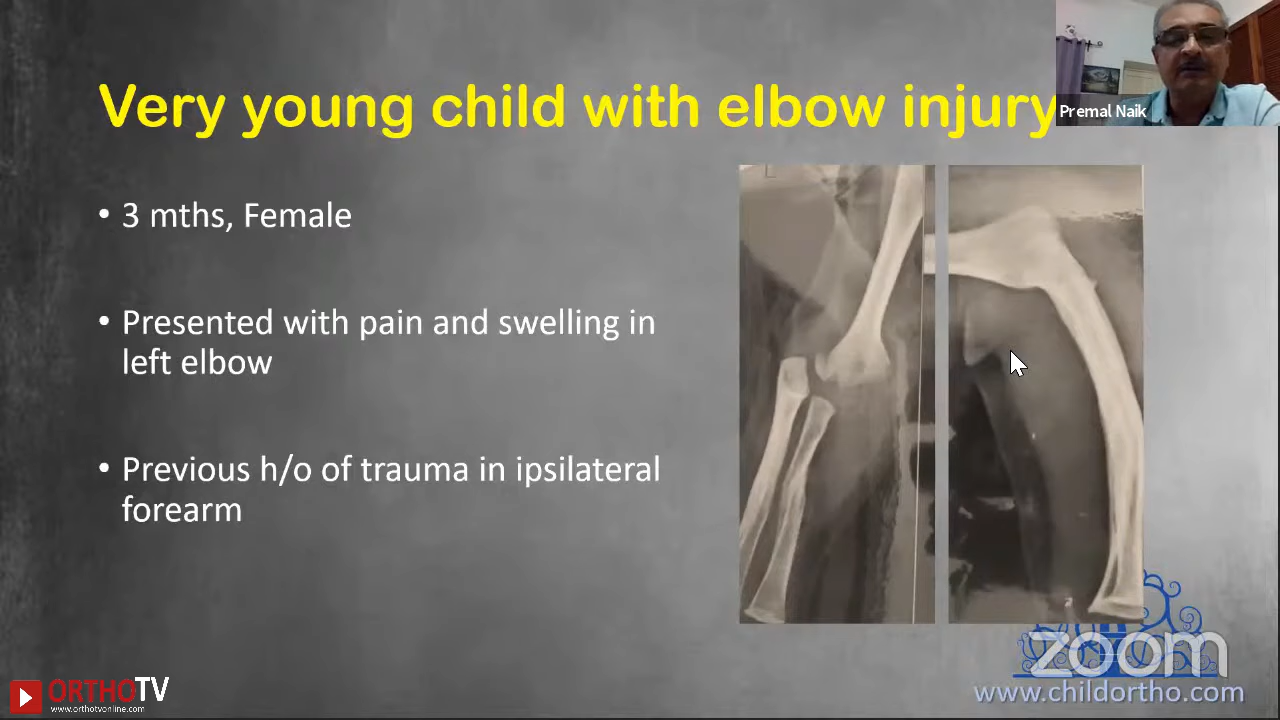 Very young child with elbow injury
Premal Naik
• 3 mths, Female
• Presented with pain and swelling in
left elbow
• Previous h/o of trauma in ipsilateral
forearm
L
zoom
www.childortho.com
ORTHOTV
www.orthotvonline.com